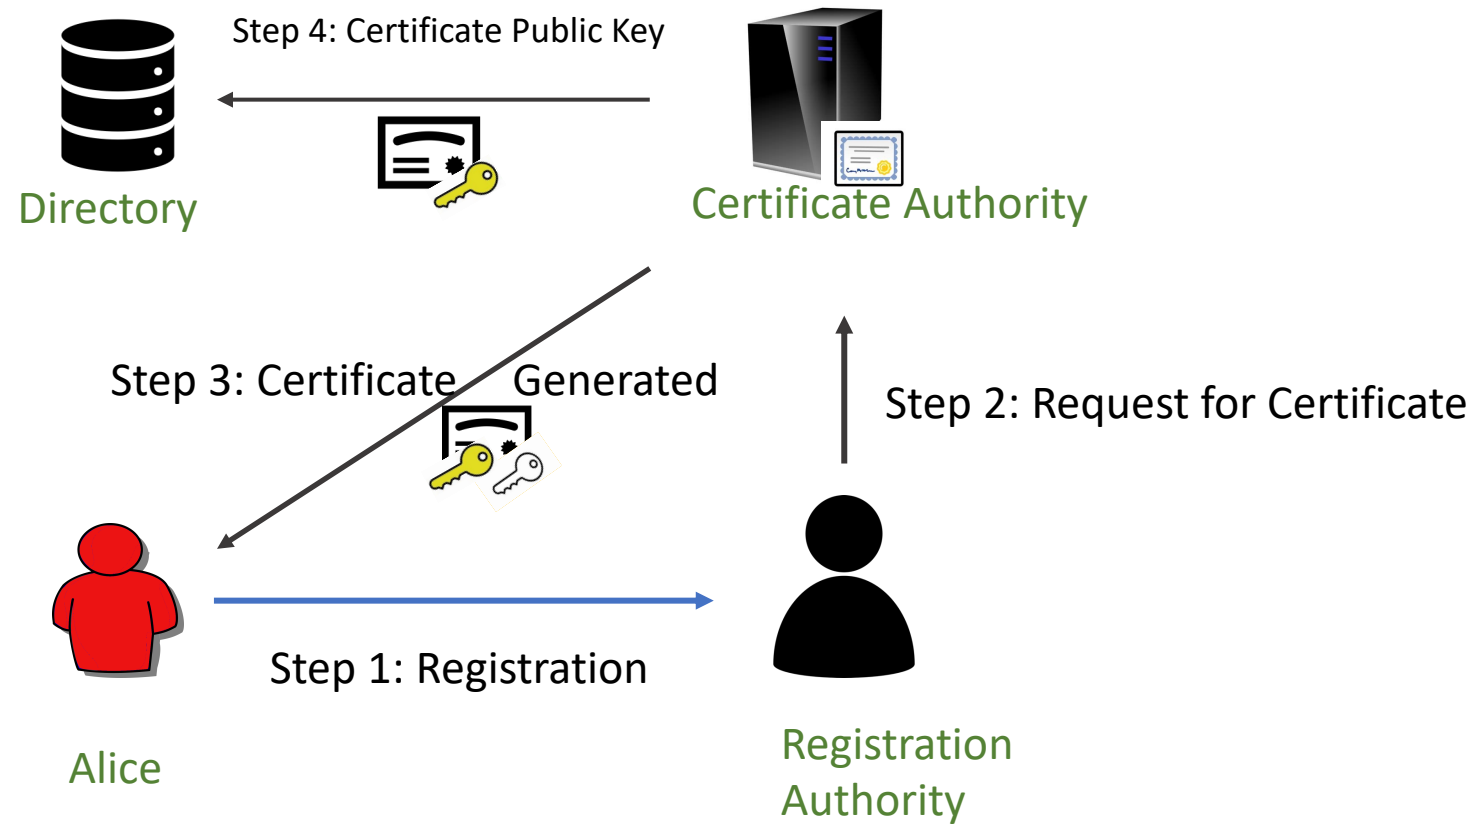 Step 4: Certificate Public Key
Directory
Certificate Authority
Step 3: Certificate Generated
Step 2: Request for Certificate
Step 1: Registration
Alice
Registration
Authority